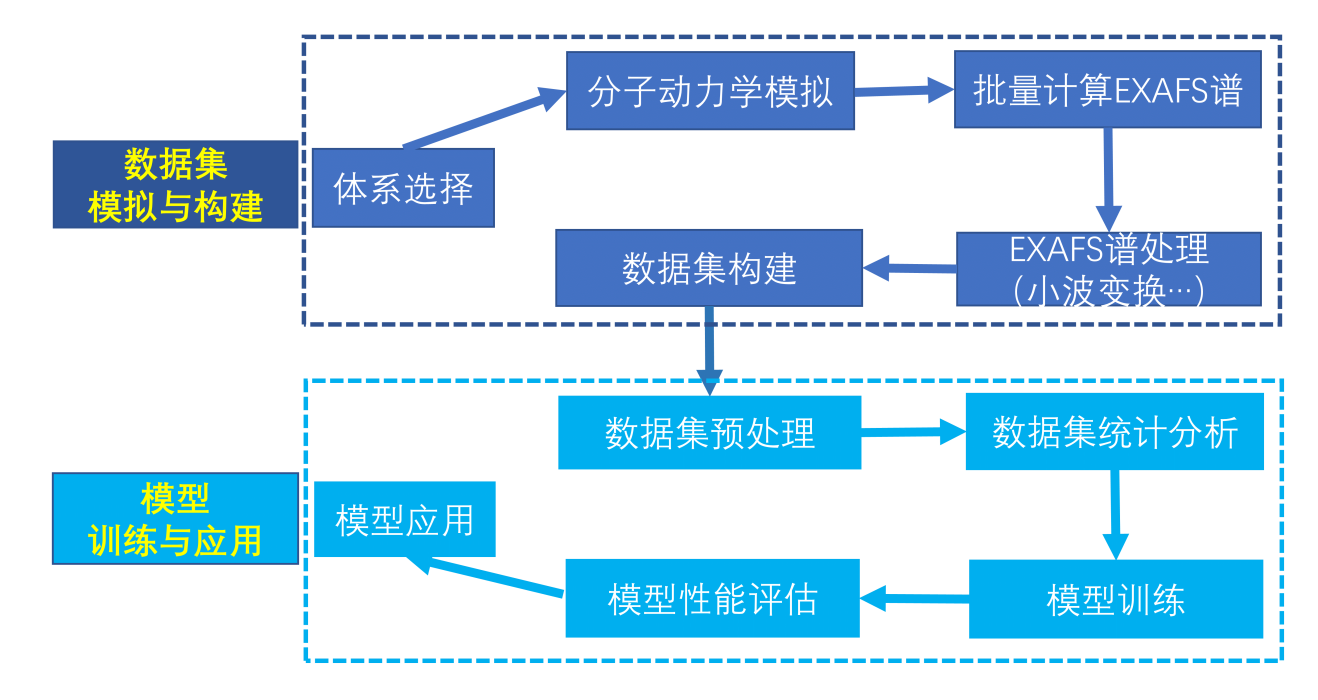 数据集
模拟与构建
体系选择
分子动力学模拟
批量计算EXAFS谱
EXAFS谱处理
(小波变换…)
数据集构建
模型
训练与应用
数据集预处理
数据集统计分析
模型训练
模型性能评估
模型应用